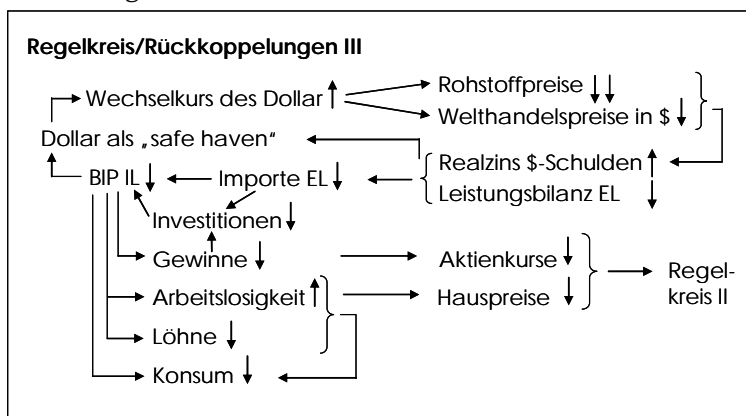 Regelkreis/Rückkoppelungen III
Wechselkurs des Dollar
Rohstoffpreise
Welthandelspreise in $
Dollar als „safe haven“
Realzins $-Schulden
BIP IL
Importe EL
Leistungsbilanz EL
Investitionen
Gewinne
Aktienkurse
Regel-
kreis II
Arbeitslosigkeit
Hauspreise
Löhne
Konsum